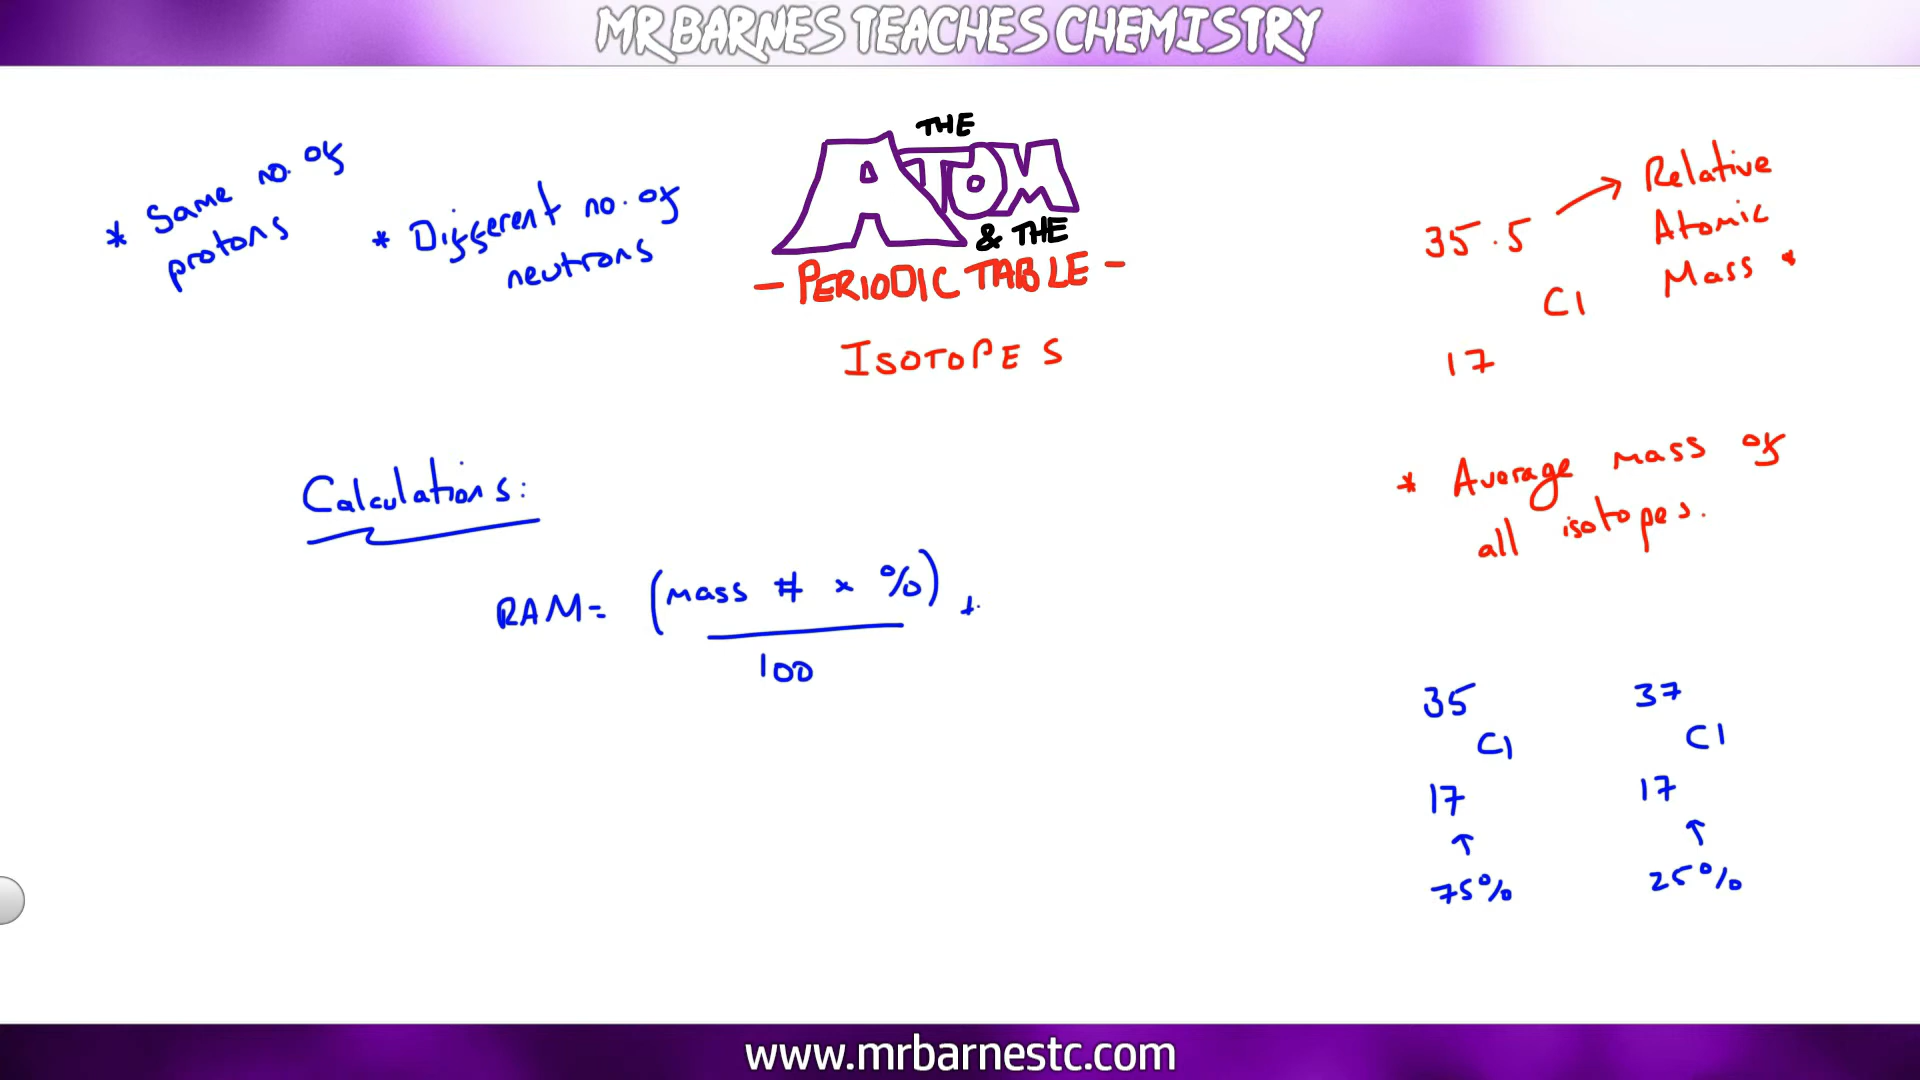 MR BARNES TEACHES CHEMISTRY
THE
ATOM
& THE
- PERIODIC TABLE -
ISOTOPES
* Same no. of
protons
* Different no. of
neutrons
35.5 → Relative
Atomic
Mass *
Cl
17
* Average mass of
all isotopes.
Calculations:
RAM = (mass # × %) +
100
35 37
Cl Cl
17 17
↑ ↑
75% 25%
www.mrbarnestc.com